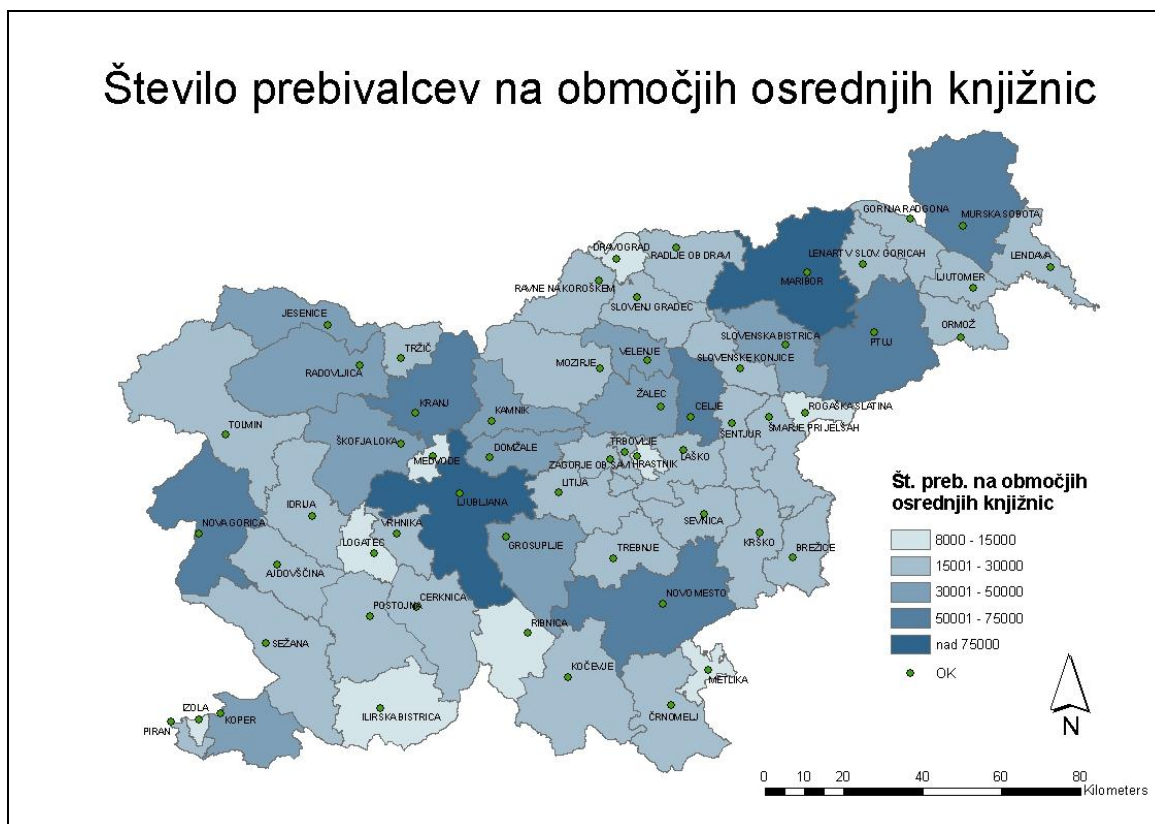 Število prebivalcev na območjih osrednjih knjižnic
GORNJA RADGONA
MURSKA SOBOTA
DRAVOGRAD
RADLJE OB DRAVI
LENART V SLOV. GORICAH
LENDAVA
RAVNE NA KOROŠKEM
MARIBOR
LJUTOMER
SLOVENJ GRADEC
JESENICE
ORMOŽ
SLOVENSKA BISTRICA
PTUJ
TRŽIČ
VELENJE
RADOVLJICA
MOZIRJE
SLOVENSKE KONJICE
KRANJ
KAMNIK
ŽALEC
CELJE
ROGAŠKA SLATINA
TOLMIN
ŠENTJUR
ŠMARJE PRI JELŠAH
ŠKOFJA LOKA
DOMŽALE
TRBOVLJE
MEDVODE
ZAGORJE OB SAVI
HRASTNIK
LAŠKO
LITIJA
LJUBLJANA
Št. preb. na območjih
osrednjih knjižnic
IDRIJA
SEVNICA
NOVA GORICA
VRHNIKA
KRŠKO
8000 - 15000
LOGATEC
GROSUPLJE
TREBNJE
BREŽICE
15001 - 30000
AJDOVŠČINA
30001 - 50000
CERKNICA
POSTOJNA
NOVO MESTO
50001 - 75000
RIBNICA
nad 75000
SEŽANA
KOČEVJE
METLIKA
OK
IZOLA
KOPER
ILIRSKA BISTRICA
ČRNOMELJ
PIRAN
N
0 10 20 40 60 80
Kilometers